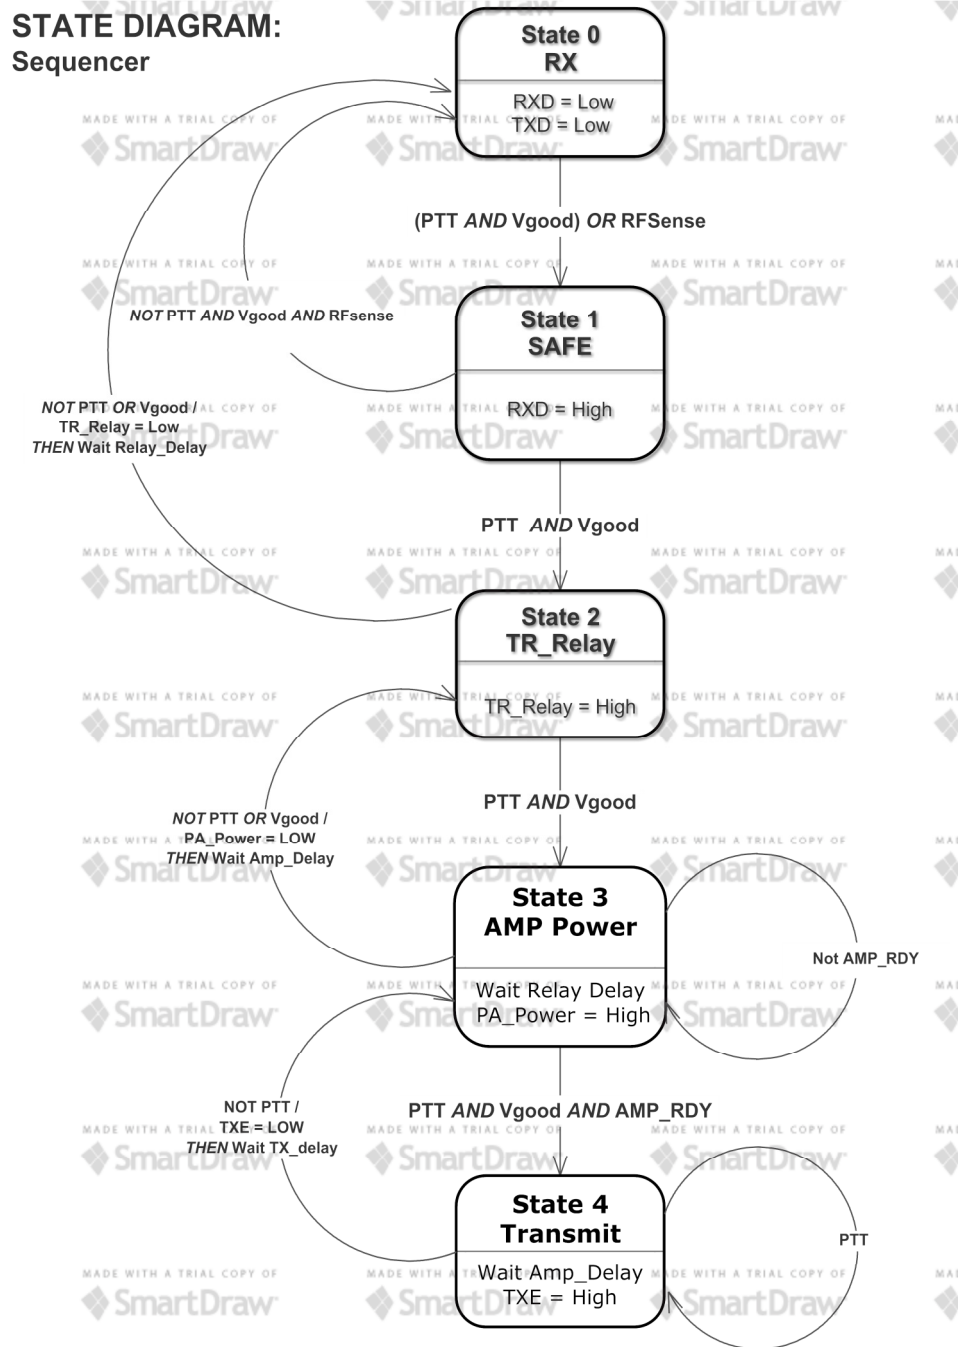 STATE DIAGRAM:
Sequencer
State 0
RX
RXD = Low
TXD = Low
(PTT AND Vgood) OR RFSense
State 1
SAFE
RXD = High
NOT PTT AND Vgood AND RFsense
NOT PTT OR Vgood /
TR_Relay = Low
THEN Wait Relay_Delay
PTT AND Vgood
State 2
TR_Relay
TR_Relay = High
PTT AND Vgood
NOT PTT OR Vgood /
PA_Power = LOW
THEN Wait Amp_Delay
State 3
AMP Power
Wait Relay Delay
PA_Power = High
Not AMP_RDY
PTT AND Vgood AND AMP_RDY
NOT PTT /
TXE = LOW
THEN Wait TX_delay
State 4
Transmit
Wait Amp_Delay
TXE = High
PTT
MADE WITH A TRIAL COPY OF
SmartDraw